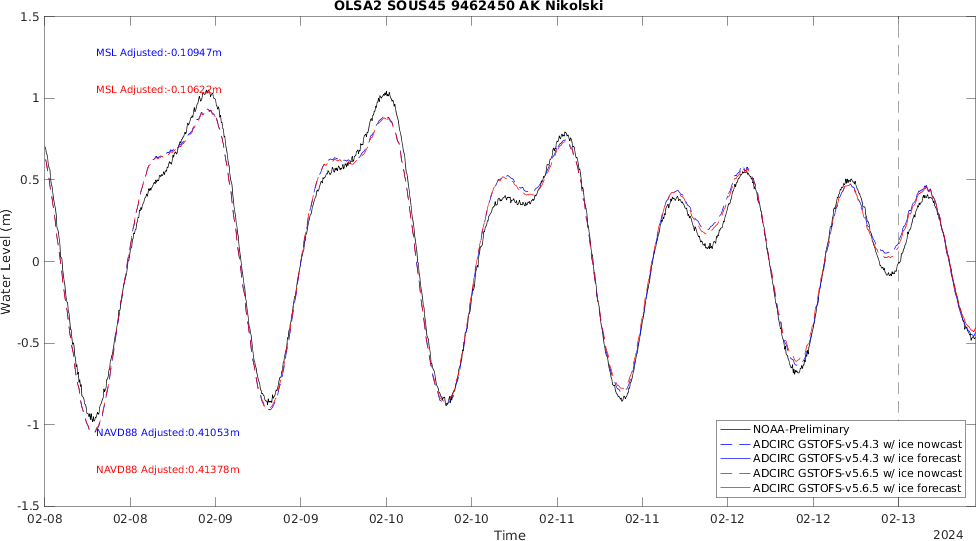 OLSA2 SOUS45 9462450 AK Nikolski
1.5
MSL Adjusted:-0.10947m
MSL Adjusted:-0.10622m
1
0.5
0
-0.5
-1
-1.5
Water Level (m)
NAVD88 Adjusted:0.41053m
NAVD88 Adjusted:0.41378m
NOAA-Preliminary
ADCIRC GSTOFS-v5.4.3 w/ ice nowcast
ADCIRC GSTOFS-v5.4.3 w/ ice forecast
ADCIRC GSTOFS-v5.6.5 w/ ice nowcast
ADCIRC GSTOFS-v5.6.5 w/ ice forecast
02-08 02-08 02-09 02-09 02-10 02-10 02-11 02-11 02-12 02-12 02-13
Time
2024